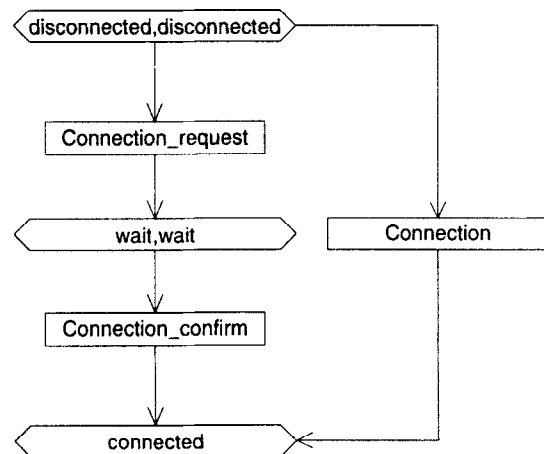 disconnected,disconnected
Connection_request
wait,wait
Connection
Connection_confirm
connected